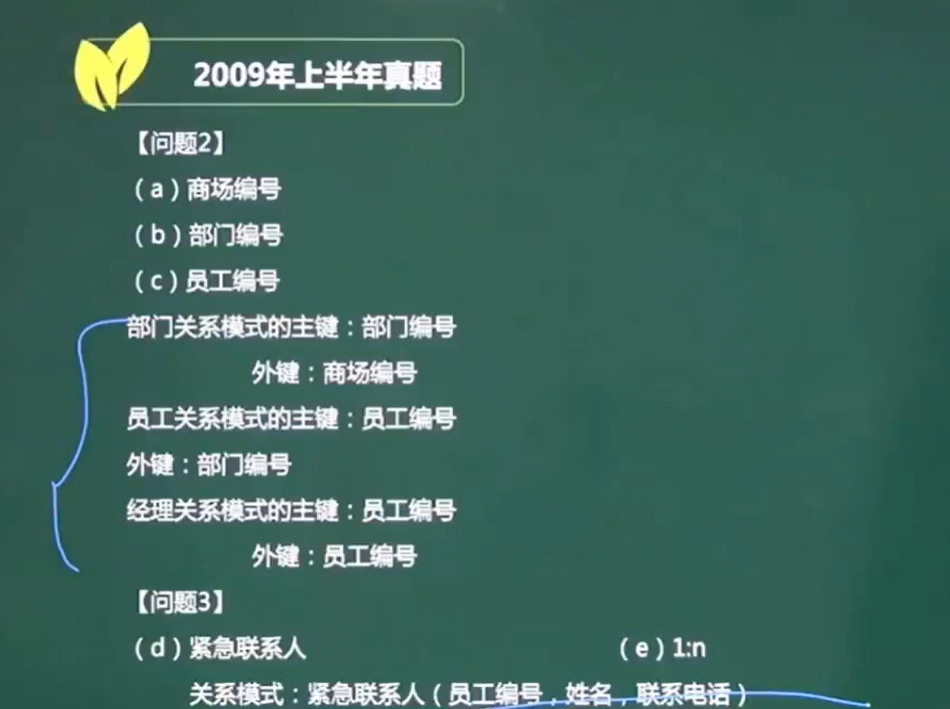 2009年上半年真题
【问题2】
（a）商场编号
（b）部门编号
（c）员工编号
部门关系模式的主键：部门编号
外键：商场编号
员工关系模式的主键：员工编号
外键：部门编号
经理关系模式的主键：员工编号
外键：员工编号
【问题3】
（d）紧急联系人 （e）1:n
关系模式：紧急联系人（员工编号，姓名，联系电话）